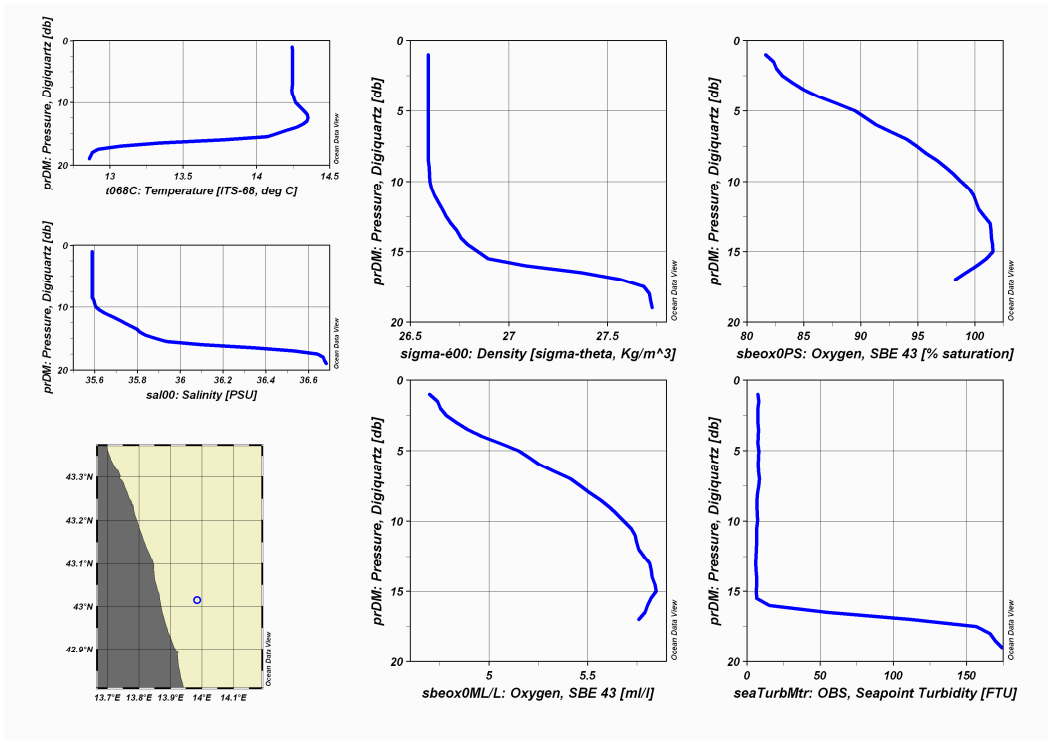 prDM: Pressure, Digiquartz [db]
0
10
20
13
13.5
14
14.5
t068C: Temperature [ITS-68, deg C]
Ocean Data View
prDM: Pressure, Digiquartz [db]
0
10
20
35.6
35.8
36
36.2
36.4
36.6
sal00: Salinity [PSU]
Ocean Data View
43.3°N
43.2°N
43.1°N
43°N
42.9°N
13.7°E
13.8°E
13.9°E
14°E
14.1°E
Ocean Data View
prDM: Pressure, Digiquartz [db]
0
5
10
15
20
26.5
27
27.5
sigma-é00: Density [sigma-theta, Kg/m^3]
Ocean Data View
prDM: Pressure, Digiquartz [db]
0
5
10
15
20
80
85
90
95
100
sbeox0PS: Oxygen, SBE 43 [% saturation]
Ocean Data View
prDM: Pressure, Digiquartz [db]
0
5
10
15
20
5
5.5
sbeox0ML/L: Oxygen, SBE 43 [ml/l]
Ocean Data View
prDM: Pressure, Digiquartz [db]
0
5
10
15
20
0
50
100
150
seaTurbMtr: OBS, Seapoint Turbidity [FTU]
Ocean Data View